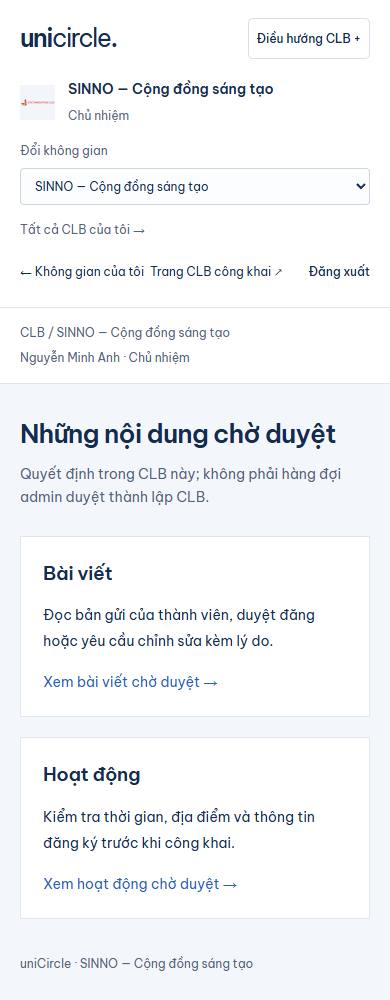 unicircle.
Điều hướng CLB +
SINNO — Cộng đồng sáng tạo
Chủ nhiệm
Đổi không gian
SINNO — Cộng đồng sáng tạo
Tất cả CLB của tôi →
← Không gian của tôi Trang CLB công khai ↗ Đăng xuất
CLB / SINNO — Cộng đồng sáng tạo
Nguyễn Minh Anh · Chủ nhiệm
Những nội dung chờ duyệt
Quyết định trong CLB này; không phải hàng đợi
admin duyệt thành lập CLB.
Bài viết
Đọc bản gửi của thành viên, duyệt đăng
hoặc yêu cầu chỉnh sửa kèm lý do.
Xem bài viết chờ duyệt →
Hoạt động
Kiểm tra thời gian, địa điểm và thông tin
đăng ký trước khi công khai.
Xem hoạt động chờ duyệt →
uniCircle · SINNO — Cộng đồng sáng tạo